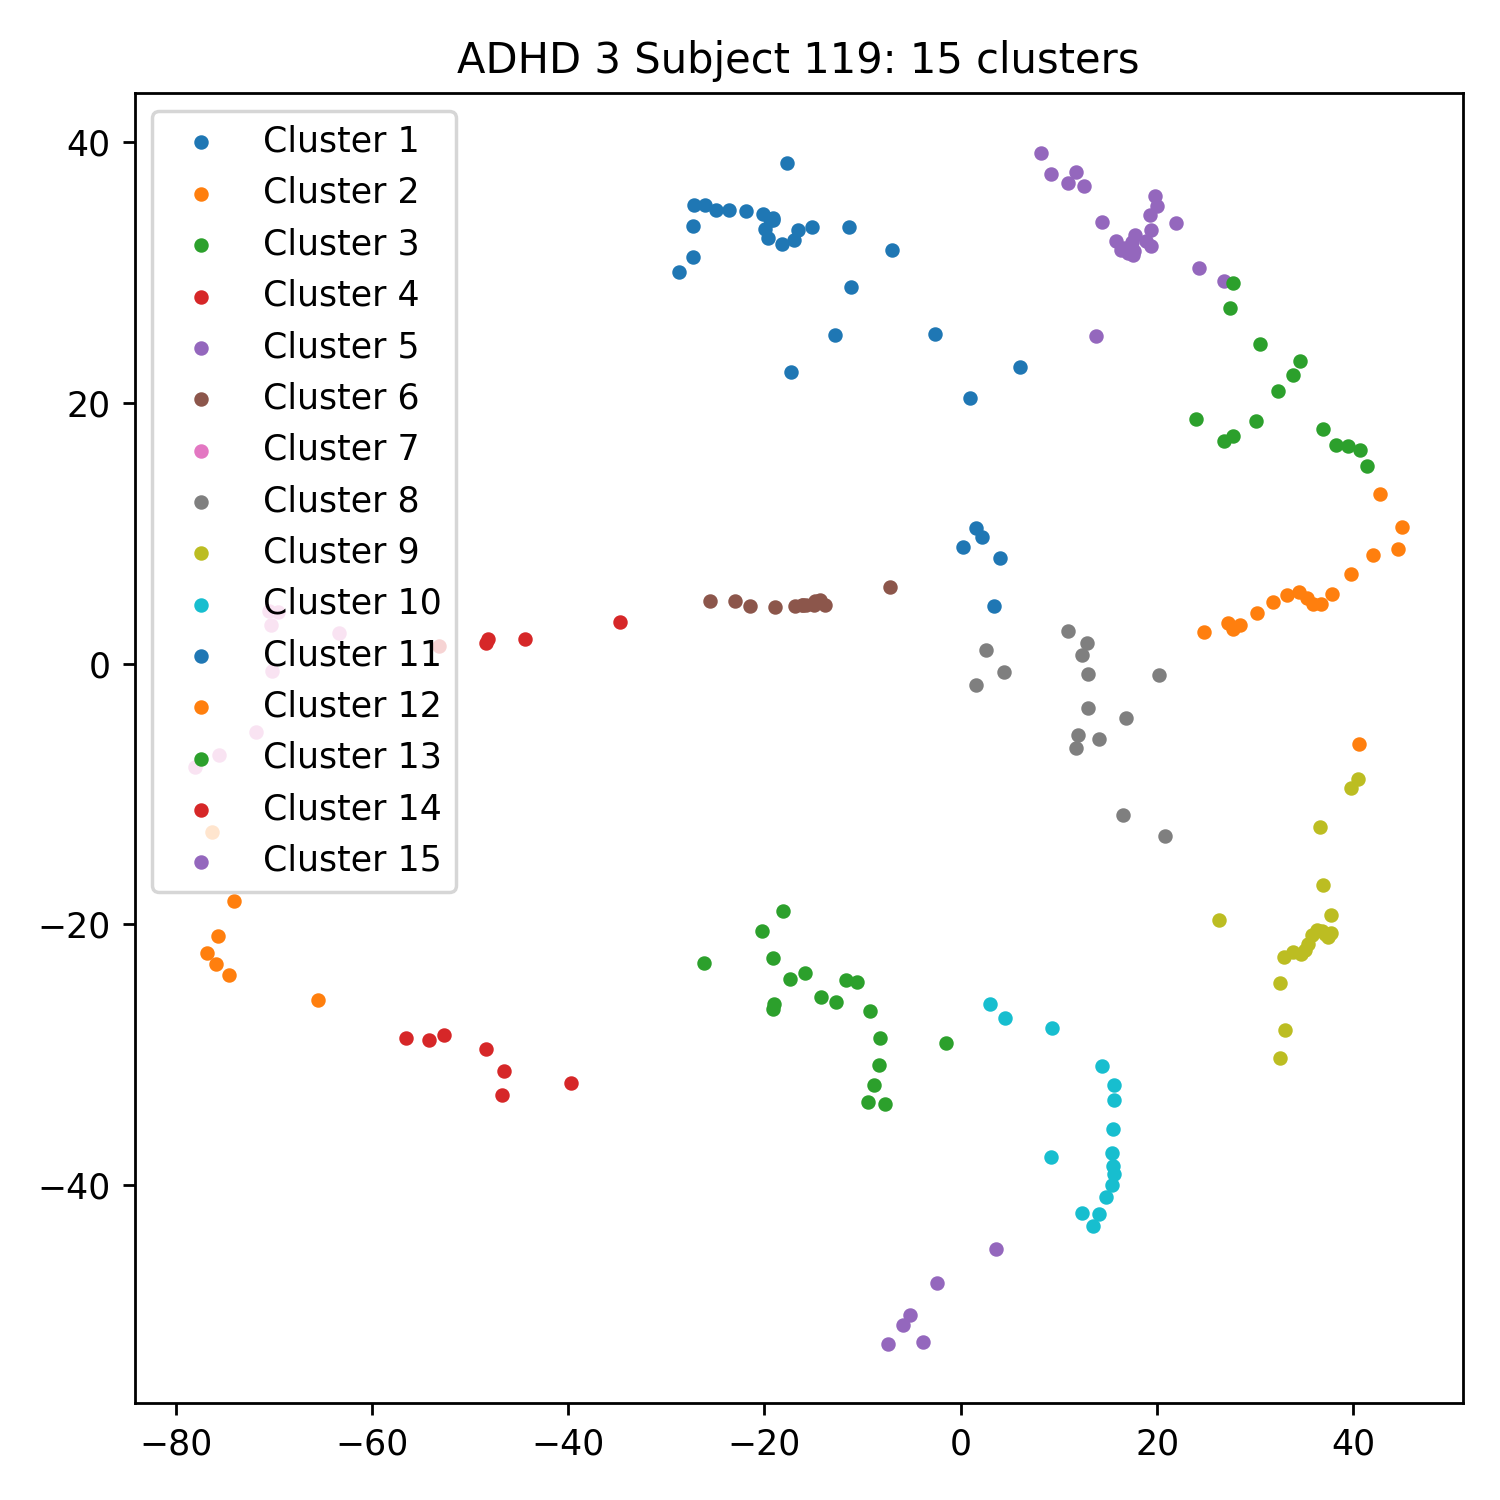 ADHD 3 Subject 119: 15 clusters
Cluster 1
Cluster 2
Cluster 3
Cluster 4
Cluster 5
Cluster 6
Cluster 7
Cluster 8
Cluster 9
Cluster 10
Cluster 11
Cluster 12
Cluster 13
Cluster 14
Cluster 15
40
20
0
−20
−40
−80 −60 −40 −20 0 20 40